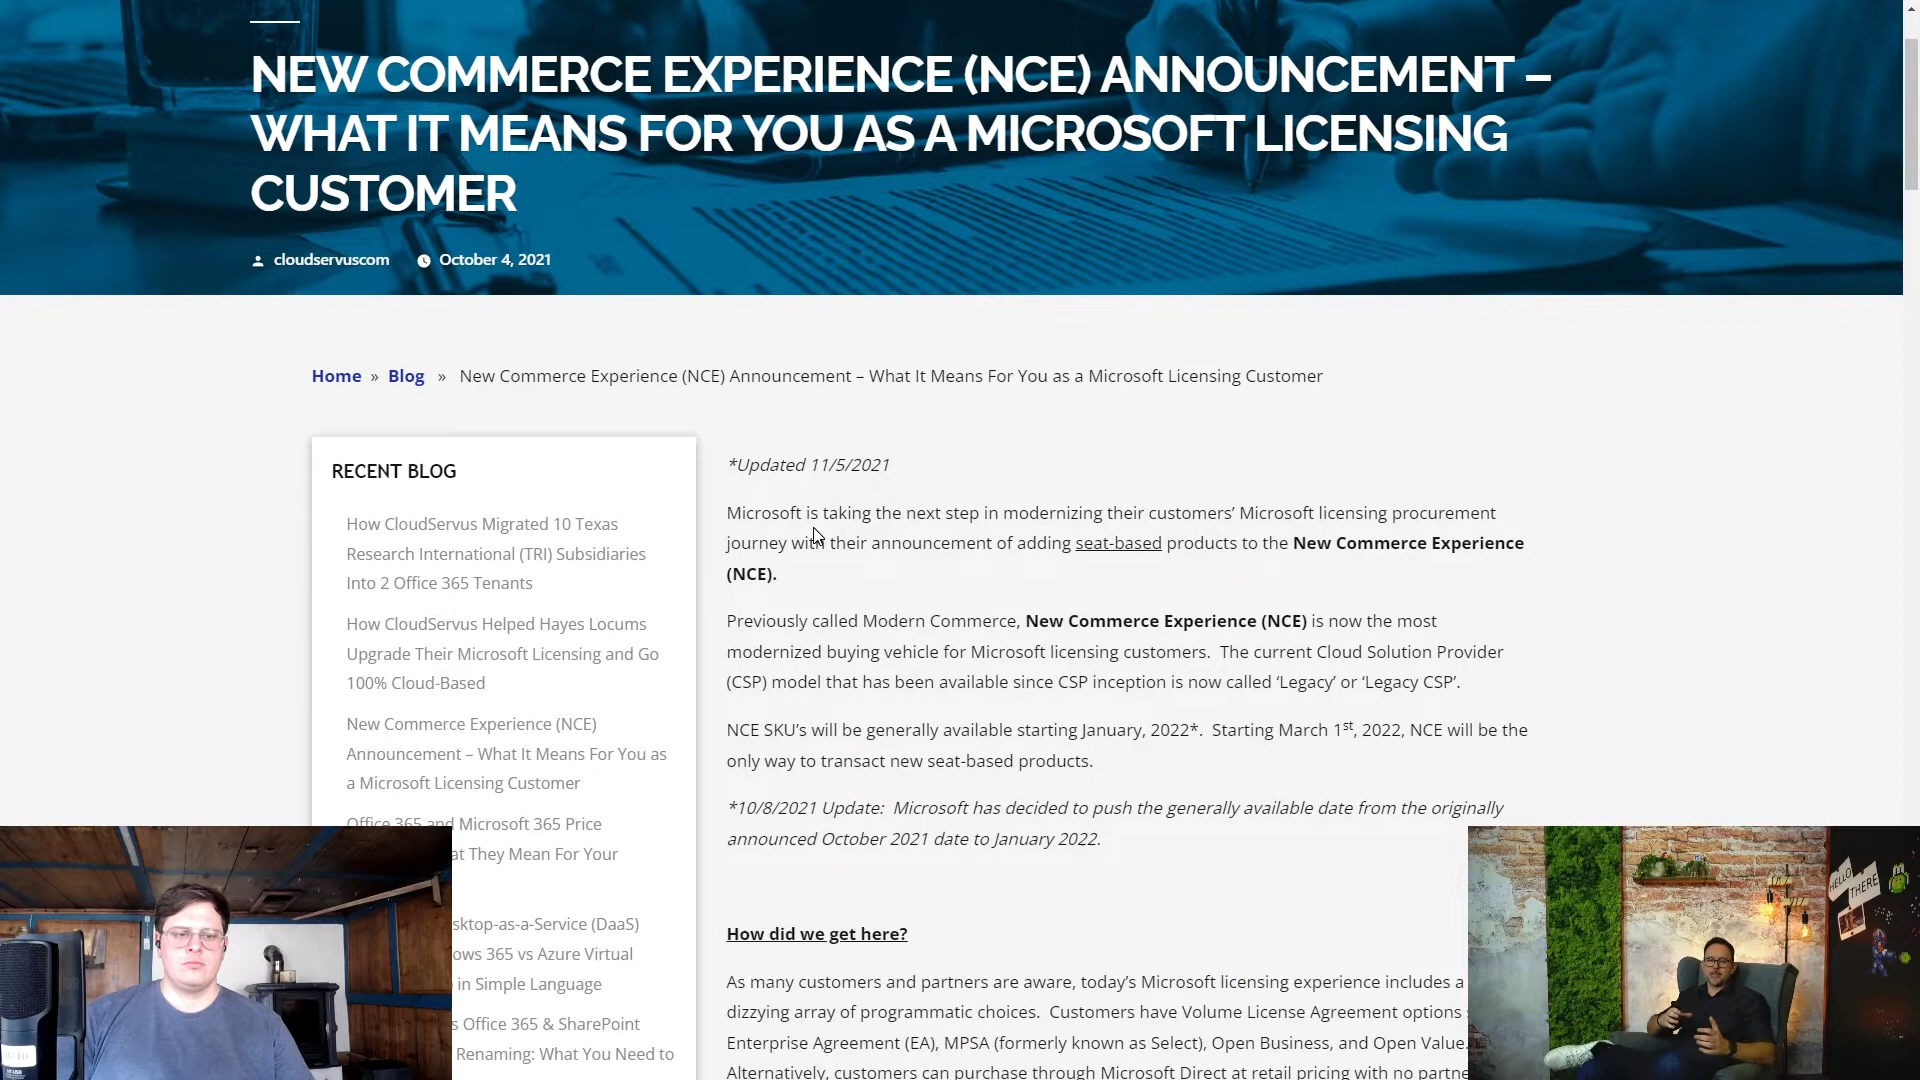 NEW COMMERCE EXPERIENCE (NCE) ANNOUNCEMENT –
WHAT IT MEANS FOR YOU AS A MICROSOFT LICENSING
CUSTOMER
cloudservuscom October 4, 2021
Home » Blog » New Commerce Experience (NCE) Announcement – What It Means For You as a Microsoft Licensing Customer
RECENT BLOG
How CloudServus Migrated 10 Texas
Research International (TRI) Subsidiaries
Into 2 Office 365 Tenants
How CloudServus Helped Hayes Locums
Upgrade Their Microsoft Licensing and Go
100% Cloud-Based
New Commerce Experience (NCE)
Announcement – What It Means For You as
a Microsoft Licensing Customer
Office 365 and Microsoft 365 Price
at They Mean For Your
sktop-as-a-Service (DaaS)
ows 365 vs Azure Virtual
in Simple Language
s Office 365 & SharePoint
Renaming: What You Need to
*Updated 11/5/2021
Microsoft is taking the next step in modernizing their customers’ Microsoft licensing procurement
journey with their announcement of adding seat-based products to the New Commerce Experience
(NCE).
Previously called Modern Commerce, New Commerce Experience (NCE) is now the most
modernized buying vehicle for Microsoft licensing customers. The current Cloud Solution Provider
(CSP) model that has been available since CSP inception is now called ‘Legacy’ or ‘Legacy CSP’.
NCE SKU’s will be generally available starting January, 2022*. Starting March 1st, 2022, NCE will be the
only way to transact new seat-based products.
*10/8/2021 Update: Microsoft has decided to push the generally available date from the originally
announced October 2021 date to January 2022.
How did we get here?
As many customers and partners are aware, today’s Microsoft licensing experience includes a
dizzying array of programmatic choices. Customers have Volume License Agreement options
Enterprise Agreement (EA), MPSA (formerly known as Select), Open Business, and Open Value.
Alternatively, customers can purchase through Microsoft Direct at retail pricing with no partne
HELLO
THERE